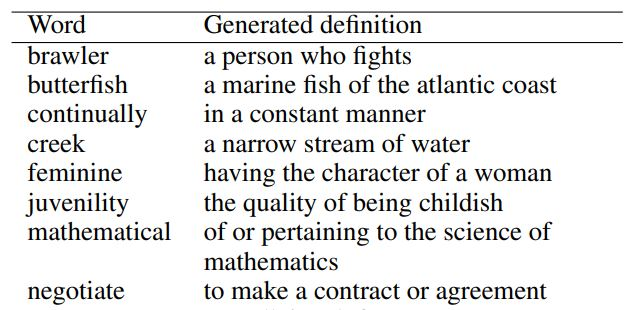 Word Generated definition
brawler a person who fights
butterfish a marine fish of the atlantic coast
continually in a constant manner
creek a narrow stream of water
feminine having the character of a woman
juvenility the quality of being childish
mathematical of or pertaining to the science of
mathematics
negotiate to make a contract or agreement